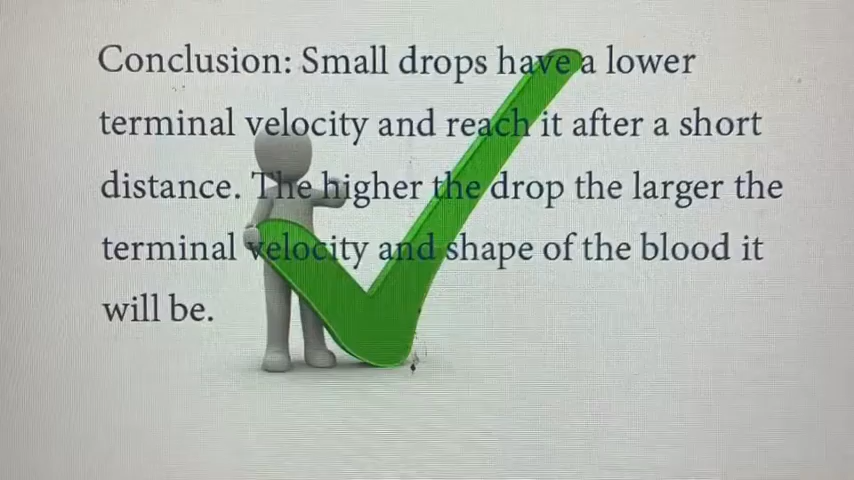 Conclusion: Small drops have a lower
terminal velocity and reach it after a short
distance. The higher the drop the larger the
terminal velocity and shape of the blood it
will be.